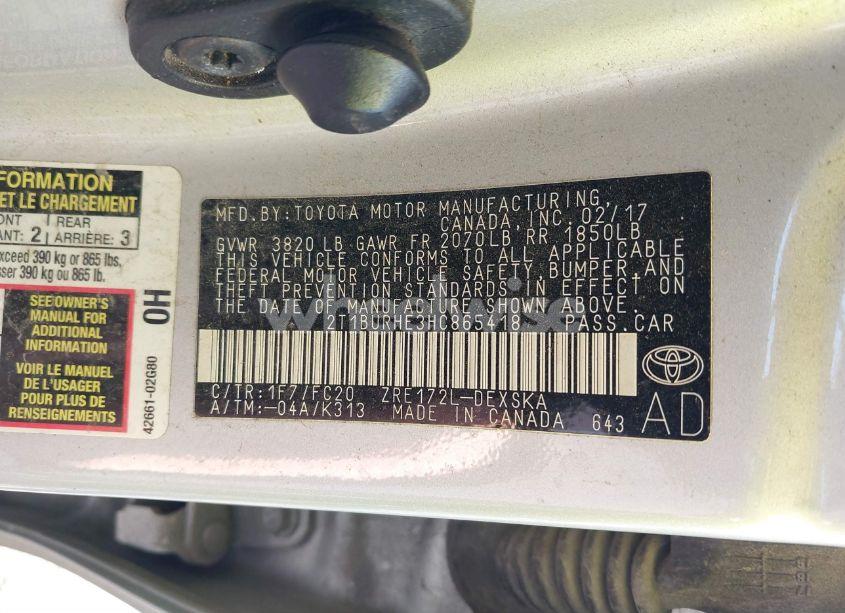 FORMATION
ET LE CHARGEMENT
REAR
ANT: 2 ARRIÈRE: 3
exceed 390 kg or 865 lbs.
sser 390 kg ou 865 lb.
SEE OWNER'S
MANUAL FOR
ADDITIONAL
INFORMATION
VOIR LE MANUEL
DE L'USAGER
POUR PLUS DE
RENSEIGNEMENTS
0H
42661-02G80
MFD.BY:TOYOTA MOTOR MANUFACTURING,
CANADA, INC. 02/17
GVWR 3820 LB GAWR FR 2070LB RR 1850LB
THIS VEHICLE CONFORMS TO ALL APPLICABLE
FEDERAL MOTOR VEHICLE SAFETY,BUMPER,AND
THEFT PREVENTION STANDARDS IN EFFECT ON
THE DATE OF MANUFACTURE SHOWN ABOVE.
2T1BURHE3HC865418 PASS.CAR
C/TR:1F7/FC20 ZRE172L-DEXSKA
A/TM:-04A/K313 MADE IN CANADA 643
TOYOTA
AD